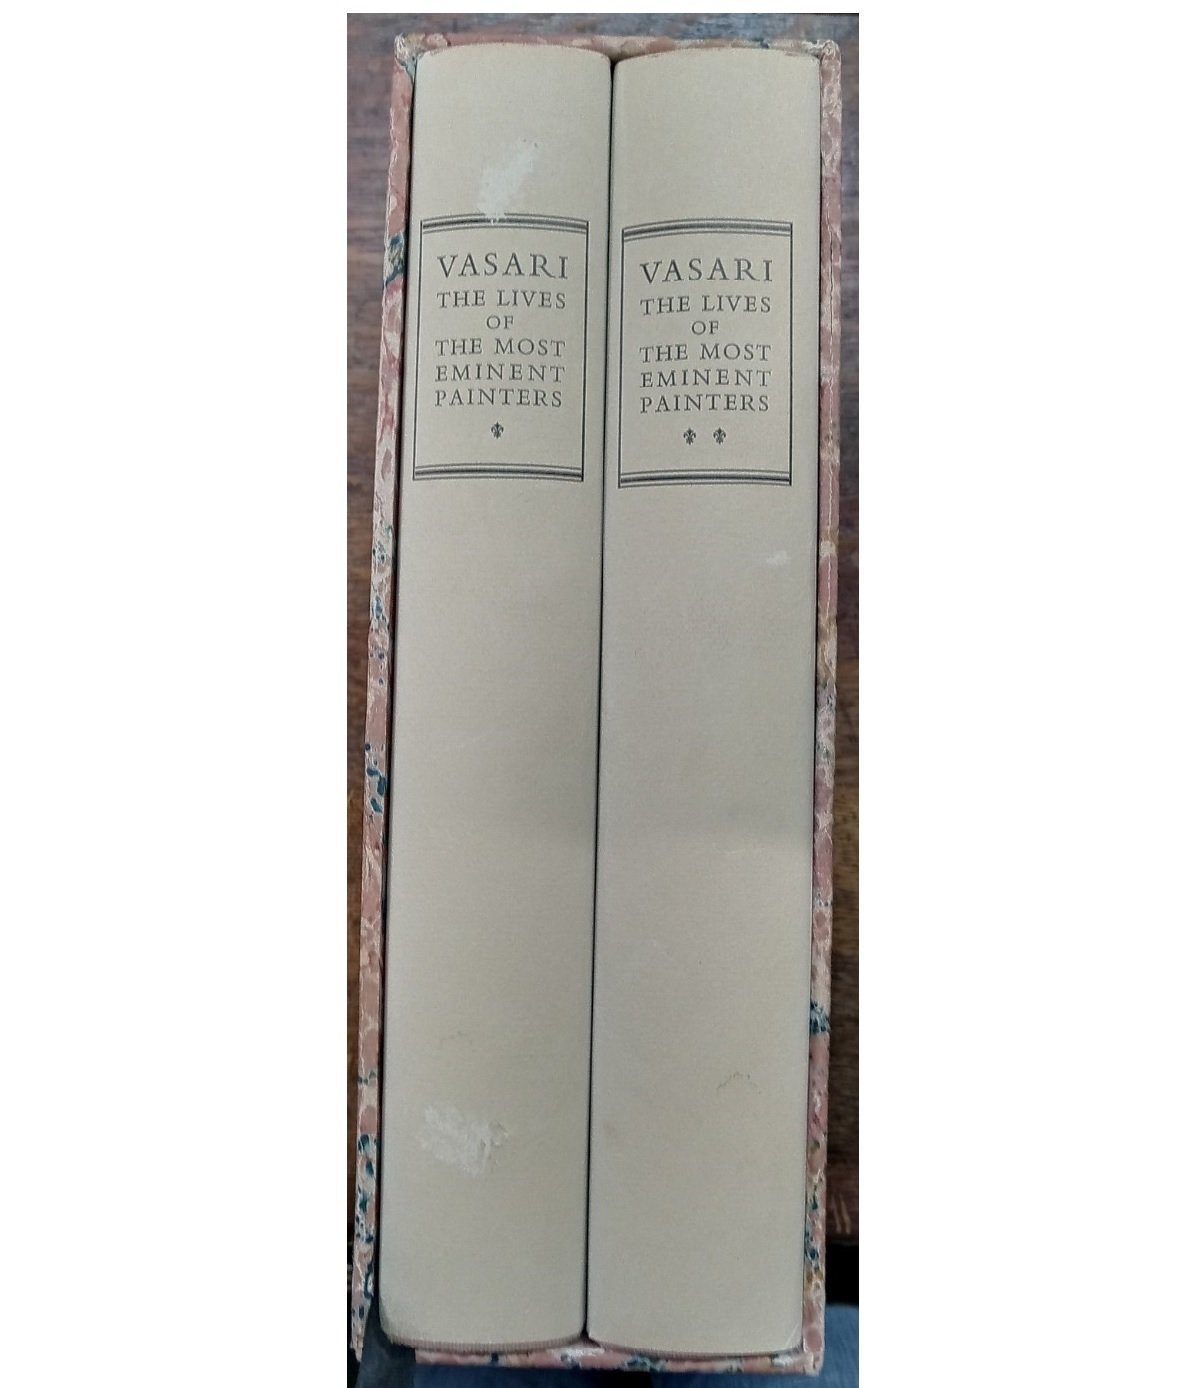 VASARI
THE LIVES
OF
THE MOST
EMINENT
PAINTERS
VASARI
THE LIVES
OF
THE MOST
EMINENT
PAINTERS